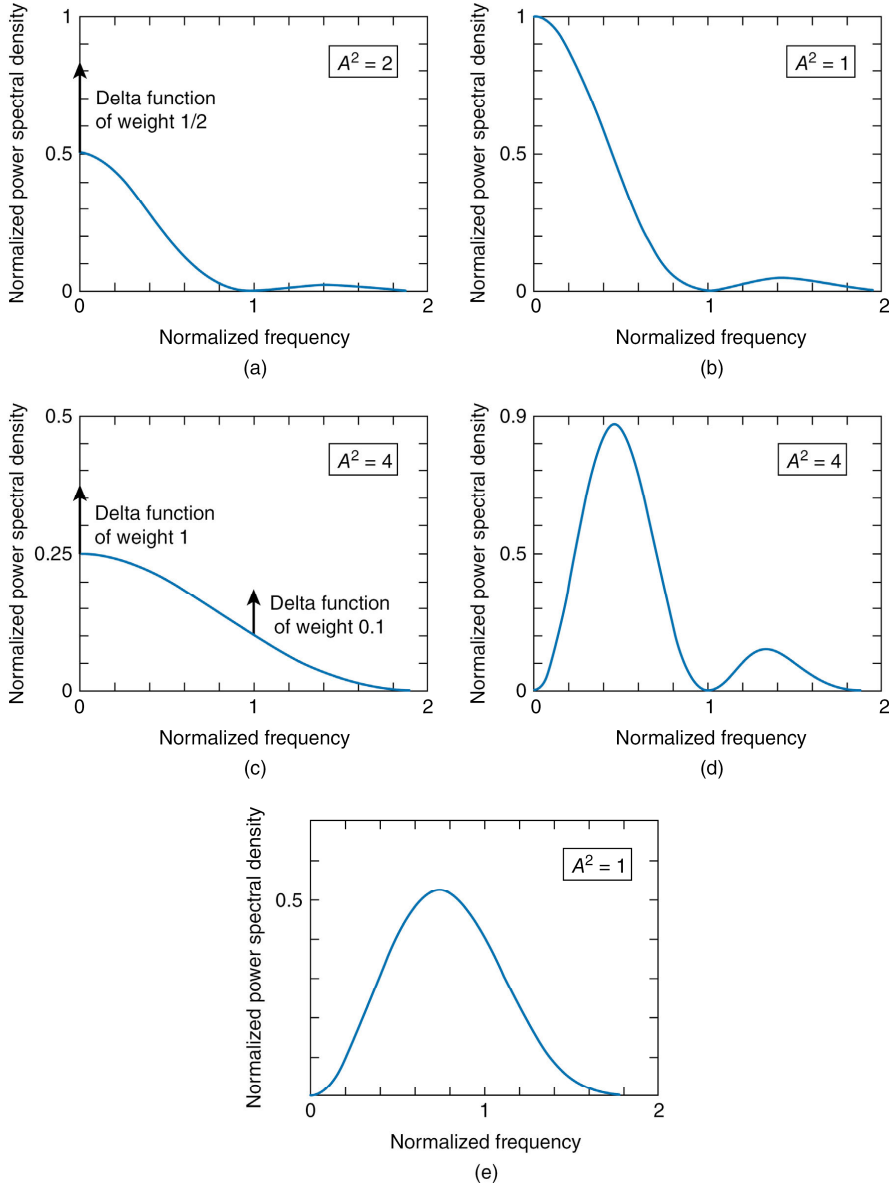 Normalized power spectral density
1
0.5
0
A² = 2
Delta function
of weight 1/2
0
1
2
Normalized frequency
(a)
Normalized power spectral density
1
0.5
0
A² = 1
0
1
2
Normalized frequency
(b)
Normalized power spectral density
0.5
0.25
0
A² = 4
Delta function
of weight 1
Delta function
of weight 0.1
0
1
2
Normalized frequency
(c)
Normalized power spectral density
0.9
0.5
0
A² = 4
0
1
2
Normalized frequency
(d)
Normalized power spectral density
0.5
A² = 1
0
1
2
Normalized frequency
(e)